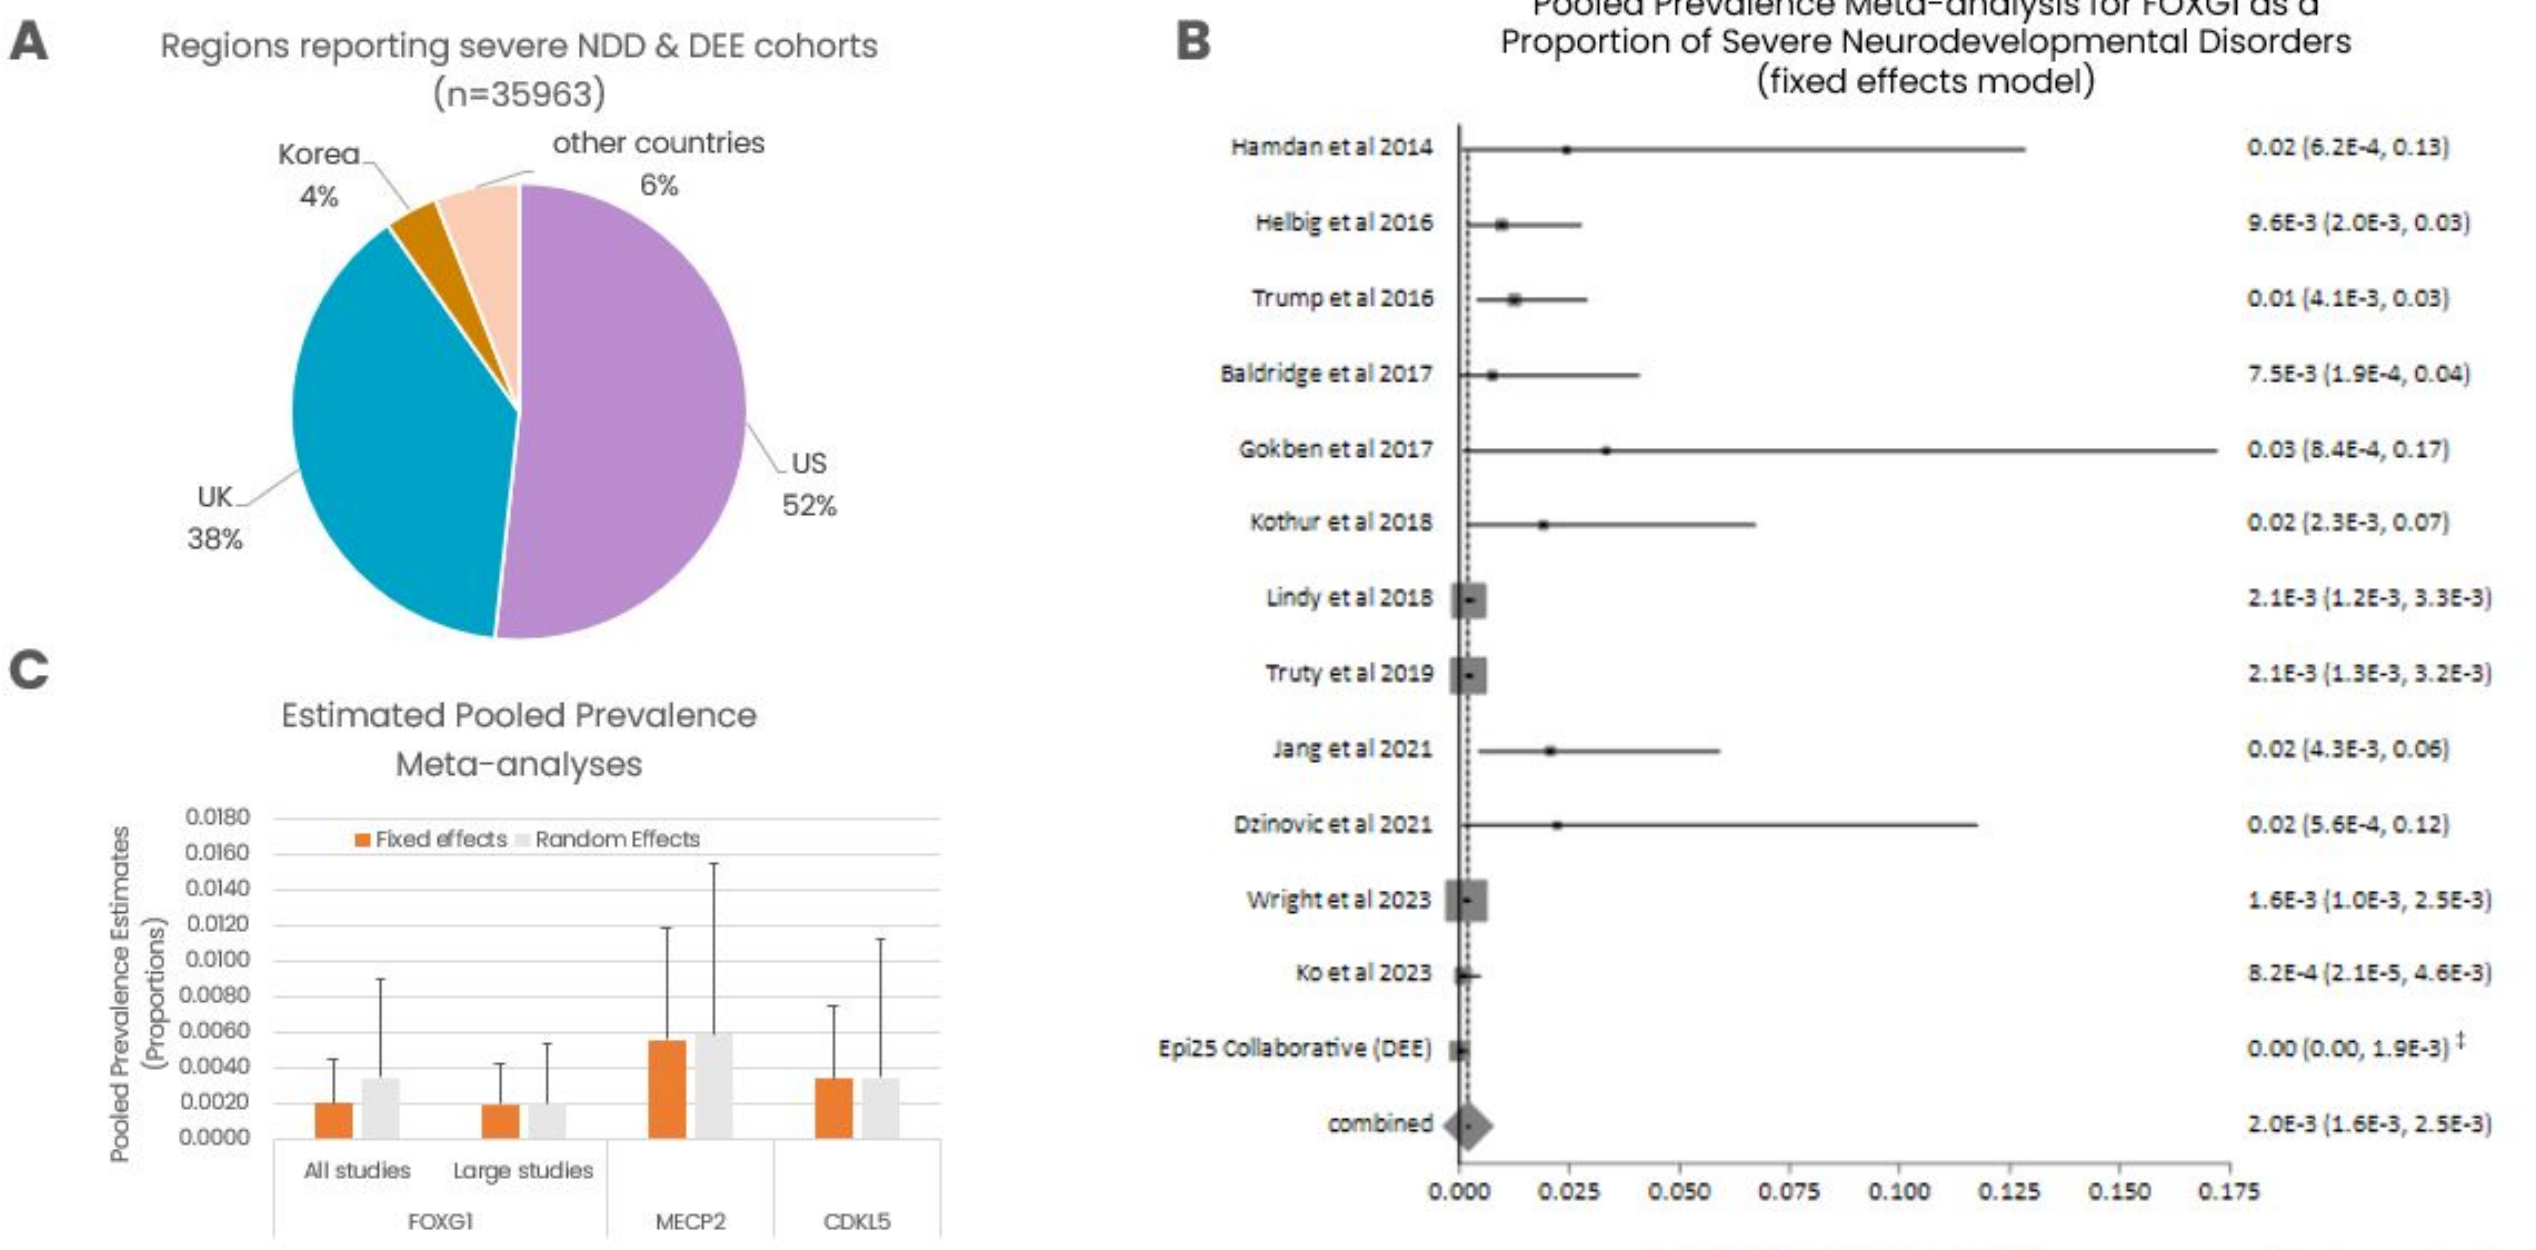 A
Regions reporting severe NDD & DEE cohorts
(n=35963)
Korea
4%
other countries
6%
UK
38%
US
52%
B
Pooled Prevalence Meta-analysis for FOXG1 as a
Proportion of Severe Neurodevelopmental Disorders
(fixed effects model)
Hamdan et al 2014 0.02 (6.2E-4, 0.13)
Helbig et al 2016 9.6E-3 (2.0E-3, 0.03)
Trump et al 2016 0.01 (4.1E-3, 0.03)
Baldridge et al 2017 7.5E-3 (1.9E-4, 0.04)
Gokben et al 2017 0.03 (8.4E-4, 0.17)
Kothur et al 2018 0.02 (2.3E-3, 0.07)
Lindy et al 2018 2.1E-3 (1.2E-3, 3.3E-3)
Truty et al 2019 2.1E-3 (1.3E-3, 3.2E-3)
Jang et al 2021 0.02 (4.3E-3, 0.06)
Dzinovic et al 2021 0.02 (5.6E-4, 0.12)
Wright et al 2023 1.6E-3 (1.0E-3, 2.5E-3)
Ko et al 2023 8.2E-4 (2.1E-5, 4.6E-3)
Epi25 Collaborative (DEE) 0.00 (0.00, 1.9E-3) ‡
combined 2.0E-3 (1.6E-3, 2.5E-3)
0.000 0.025 0.050 0.075 0.100 0.125 0.150 0.175
C
Estimated Pooled Prevalence
Meta-analyses
Pooled Prevalence Estimates
(Proportions)
Fixed effects Random Effects
0.0180
0.0160
0.0140
0.0120
0.0100
0.0080
0.0060
0.0040
0.0020
0.0000
All studies Large studies
FOXG1 MECP2 CDKL5